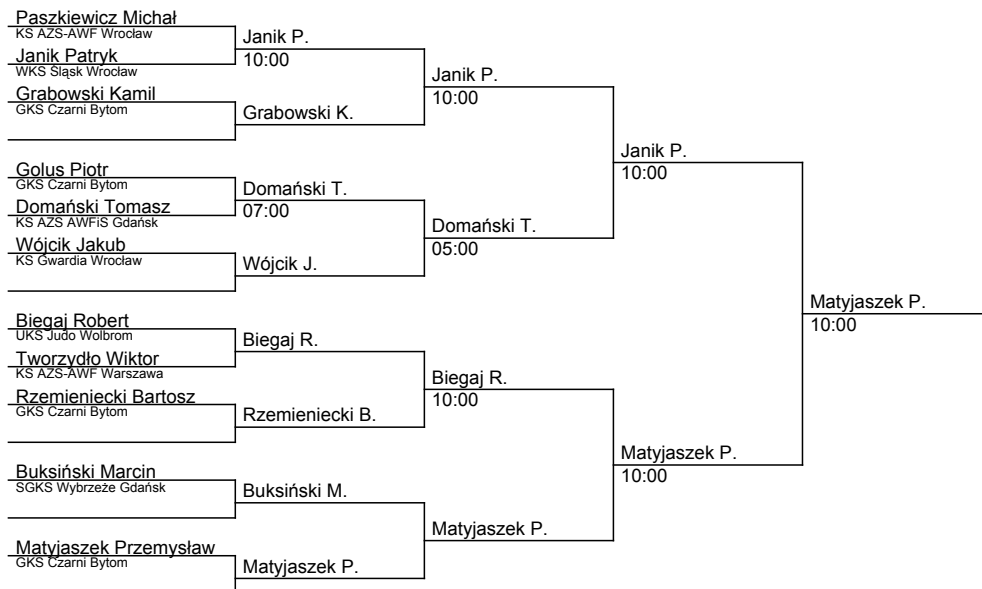 Paszkiewicz Michał
KS AZS-AWF Wrocław
Janik Patryk
WKS Śląsk Wrocław
Grabowski Kamil
GKS Czarni Bytom
Golus Piotr
GKS Czarni Bytom
Domański Tomasz
KS AZS AWFiS Gdańsk
Wójcik Jakub
KS Gwardia Wrocław
Biegaj Robert
UKS Judo Wolbrom
Tworzydło Wiktor
KS AZS-AWF Warszawa
Rzemieniecki Bartosz
GKS Czarni Bytom
Buksiński Marcin
SGKS Wybrzeże Gdańsk
Matyjaszek Przemysław
GKS Czarni Bytom
Janik P.
10:00
Grabowski K.
Domański T.
07:00
Wójcik J.
Biegaj R.
Rzemieniecki B.
Buksiński M.
Matyjaszek P.
Janik P.
10:00
Domański T.
05:00
Biegaj R.
10:00
Matyjaszek P.
Janik P.
10:00
Matyjaszek P.
10:00
Matyjaszek P.
10:00